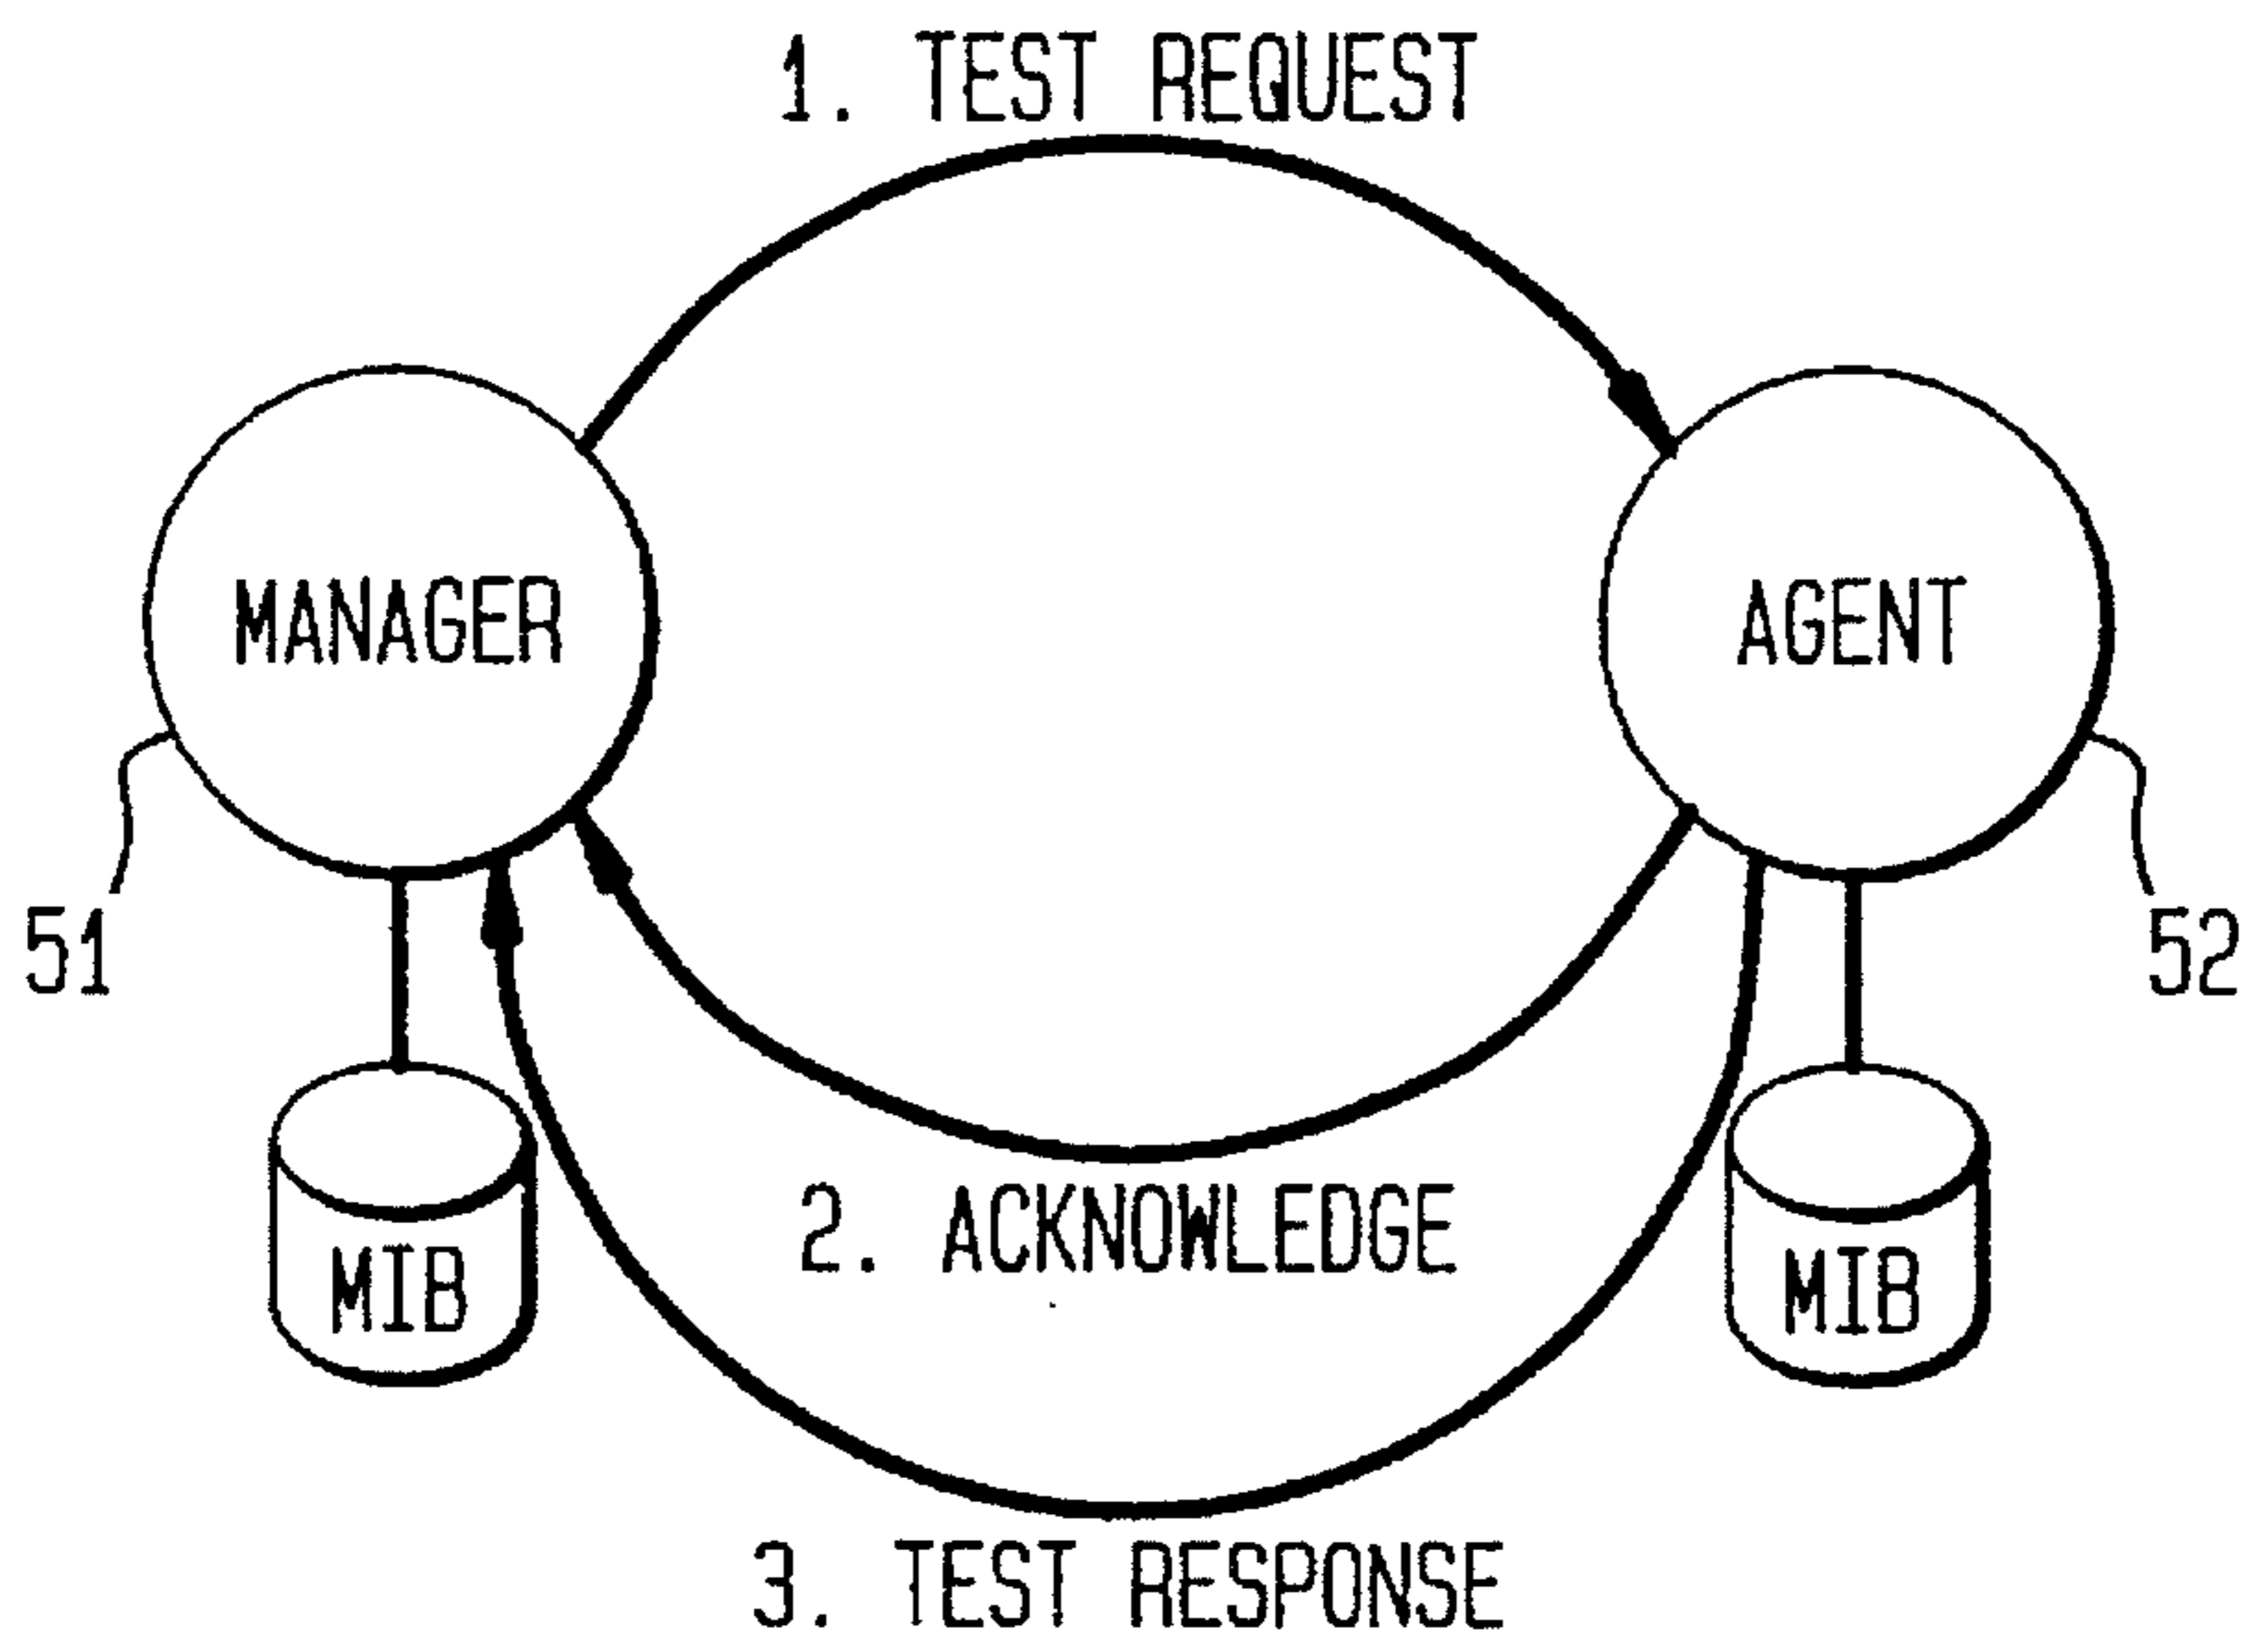 1. TEST REQUEST
MANAGER
AGENT
51
52
2. ACKNOWLEDGE
MIB
MIB
3. TEST RESPONSE